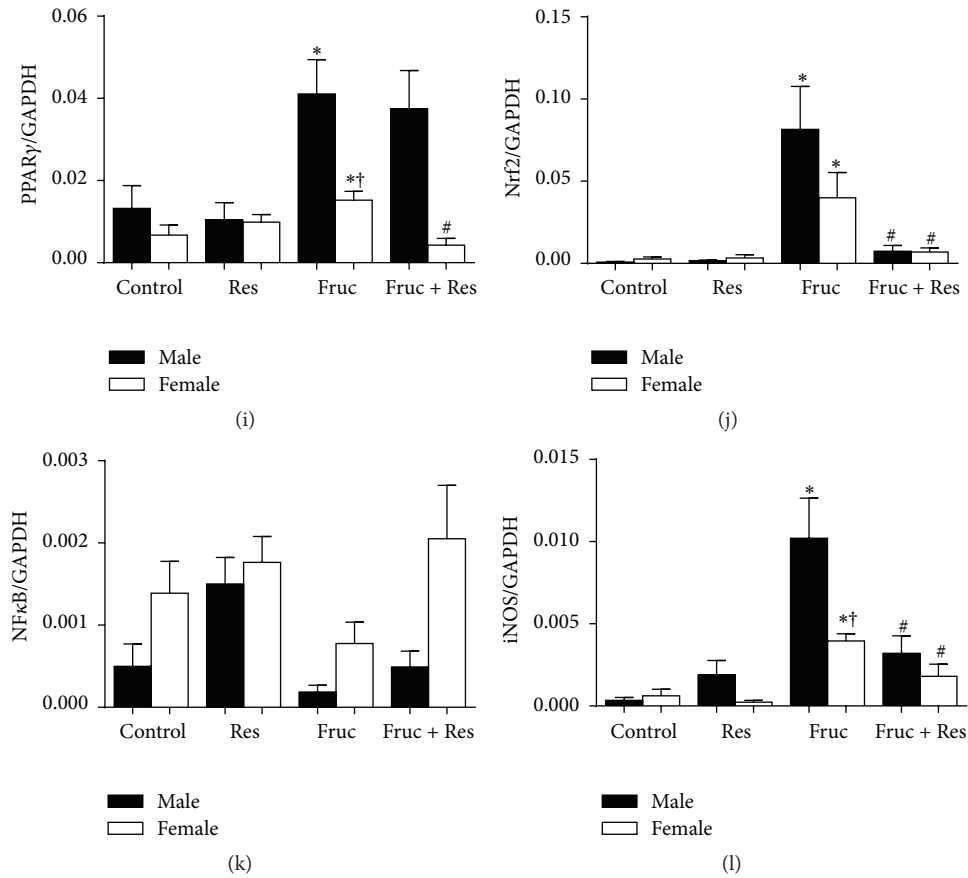 0.06
0.04
0.02
0.00
PPARγ/GAPDH
*
*†
#
Control Res Fruc Fruc + Res
Male
Female
(i)
0.15
0.10
0.05
0.00
Nrf2/GAPDH
*
*
# #
Control Res Fruc Fruc + Res
Male
Female
(j)
0.003
0.002
0.001
0.000
NFκB/GAPDH
Control Res Fruc Fruc + Res
Male
Female
(k)
0.015
0.010
0.005
0.000
iNOS/GAPDH
*
*†
#
#
Control Res Fruc Fruc + Res
Male
Female
(l)